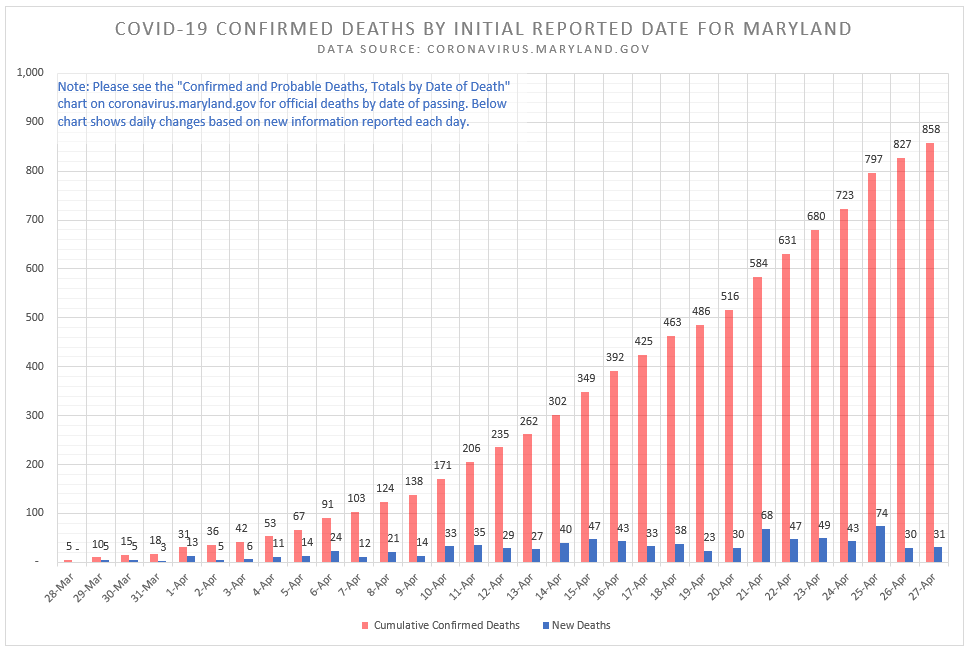 COVID-19 CONFIRMED DEATHS BY INITIAL REPORTED DATE FOR MARYLAND
DATA SOURCE: CORONAVIRUS.MARYLAND.GOV
Note: Please see the "Confirmed and Probable Deaths, Totals by Date of Death"
chart on coronavirus.maryland.gov for official deaths by date of passing. Below
chart shows daily changes based on new information reported each day.
1,000
900
800
700
600
500
400
300
200
100
-
5 10 15 18 31 36 42 53 67 91 103 124 138 171 206 235 262 302 349 392 425 463 486 516 584 631 680 723 797 827 858
- 5 5 3 13 5 6 11 14 24 12 21 14 33 35 29 27 40 47 43 33 38 23 30 68 47 49 43 74 30 31
28-Mar 29-Mar 30-Mar 31-Mar 1-Apr 2-Apr 3-Apr 4-Apr 5-Apr 6-Apr 7-Apr 8-Apr 9-Apr 10-Apr 11-Apr 12-Apr 13-Apr 14-Apr 15-Apr 16-Apr 17-Apr 18-Apr 19-Apr 20-Apr 21-Apr 22-Apr 23-Apr 24-Apr 25-Apr 26-Apr 27-Apr
Cumulative Confirmed Deaths New Deaths